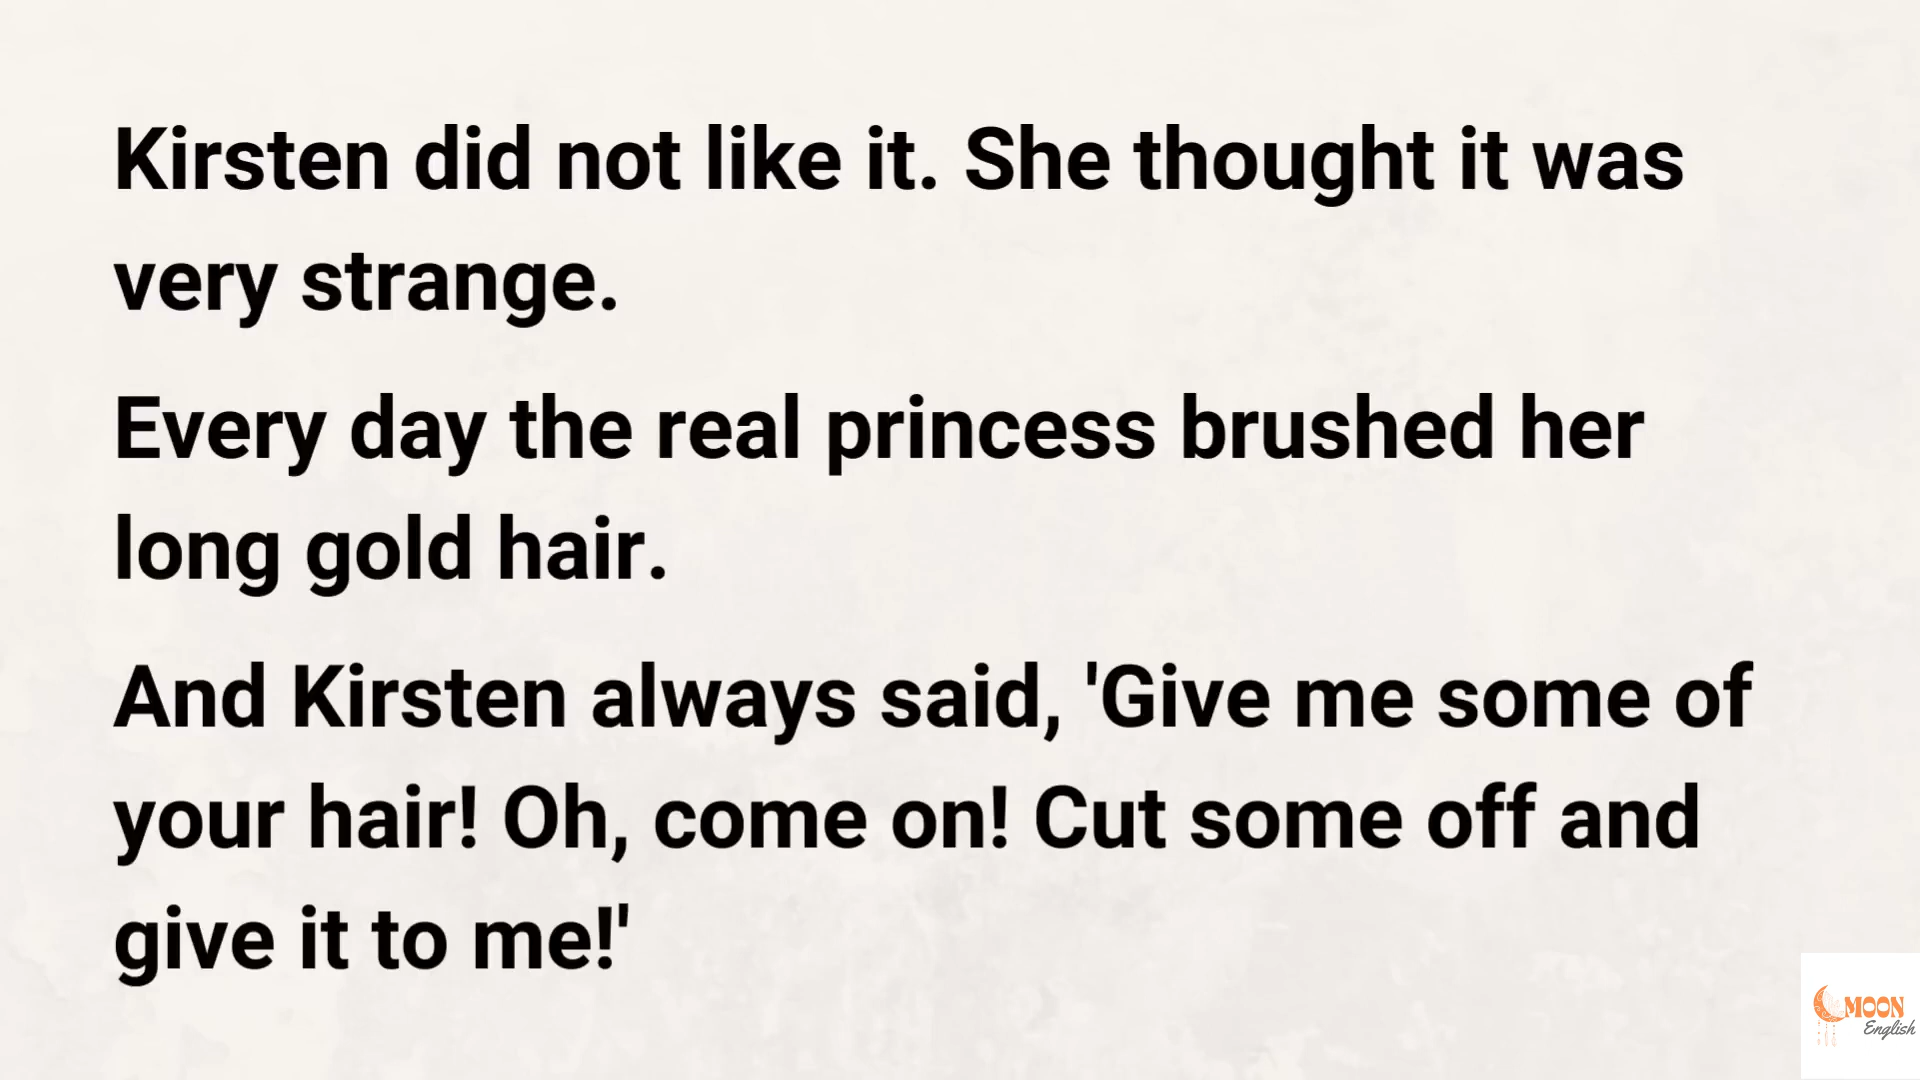 Kirsten did not like it. She thought it was
very strange.
Every day the real princess brushed her
long gold hair.
And Kirsten always said, 'Give me some of
your hair! Oh, come on! Cut some off and
give it to me!'
MOON
English